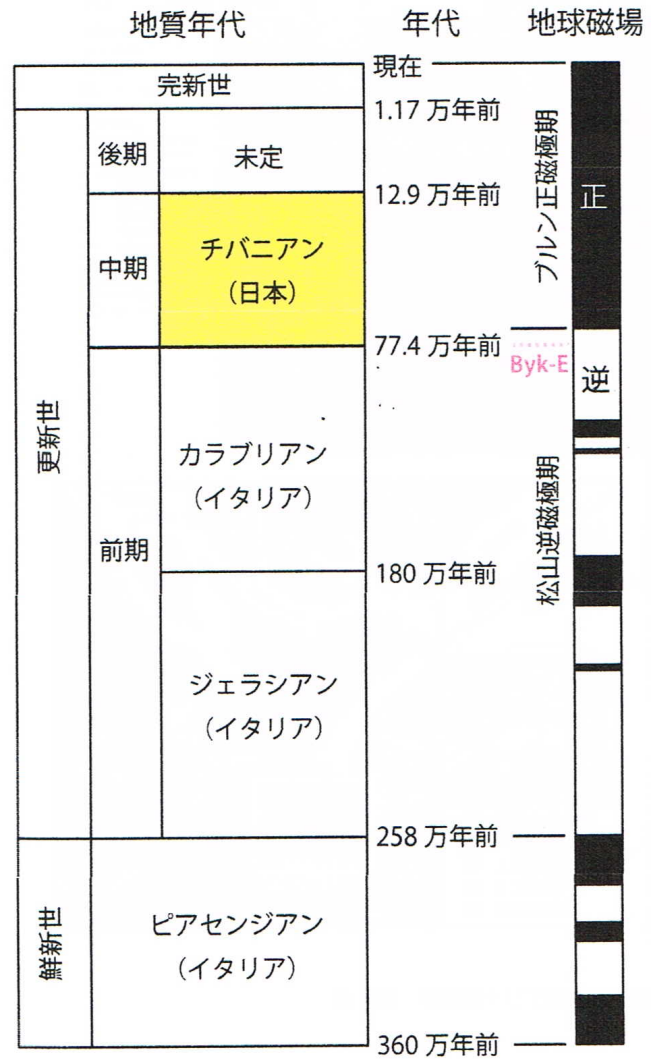 地質年代
年代
地球磁場
完新世
更新世
後期
未定
中期
チバニアン
（日本）
前期
カラブリアン
（イタリア）
ジェラシアン
（イタリア）
鮮新世
ピアセンジアン
（イタリア）
現在
1.17 万年前
12.9 万年前
77.4 万年前
180 万年前
258 万年前
360 万年前
ブルン正磁極期
Byk-E
松山逆磁極期
正
逆